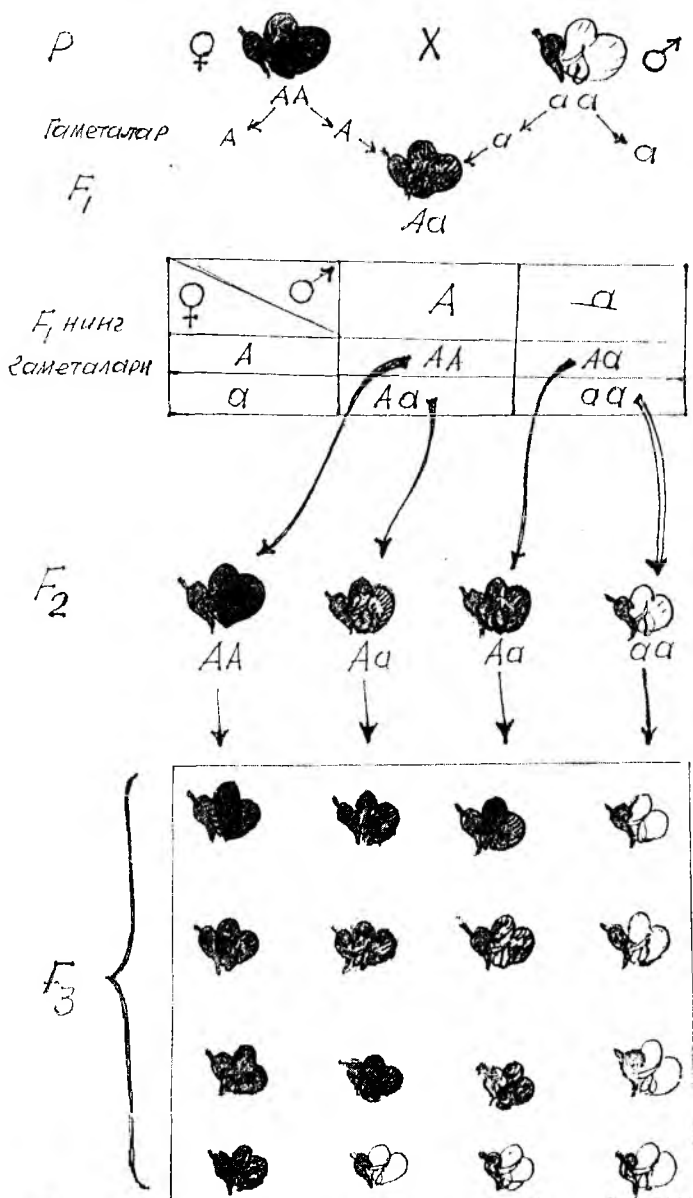 P ♀ X ♂
AA aa
Гаметалар A A a a
F₁
Aa
♀ ♂ A a
F₁ нинг
гаметалари
A AA Aa
a Aa aa
F₂
AA Aa Aa aa
F₃